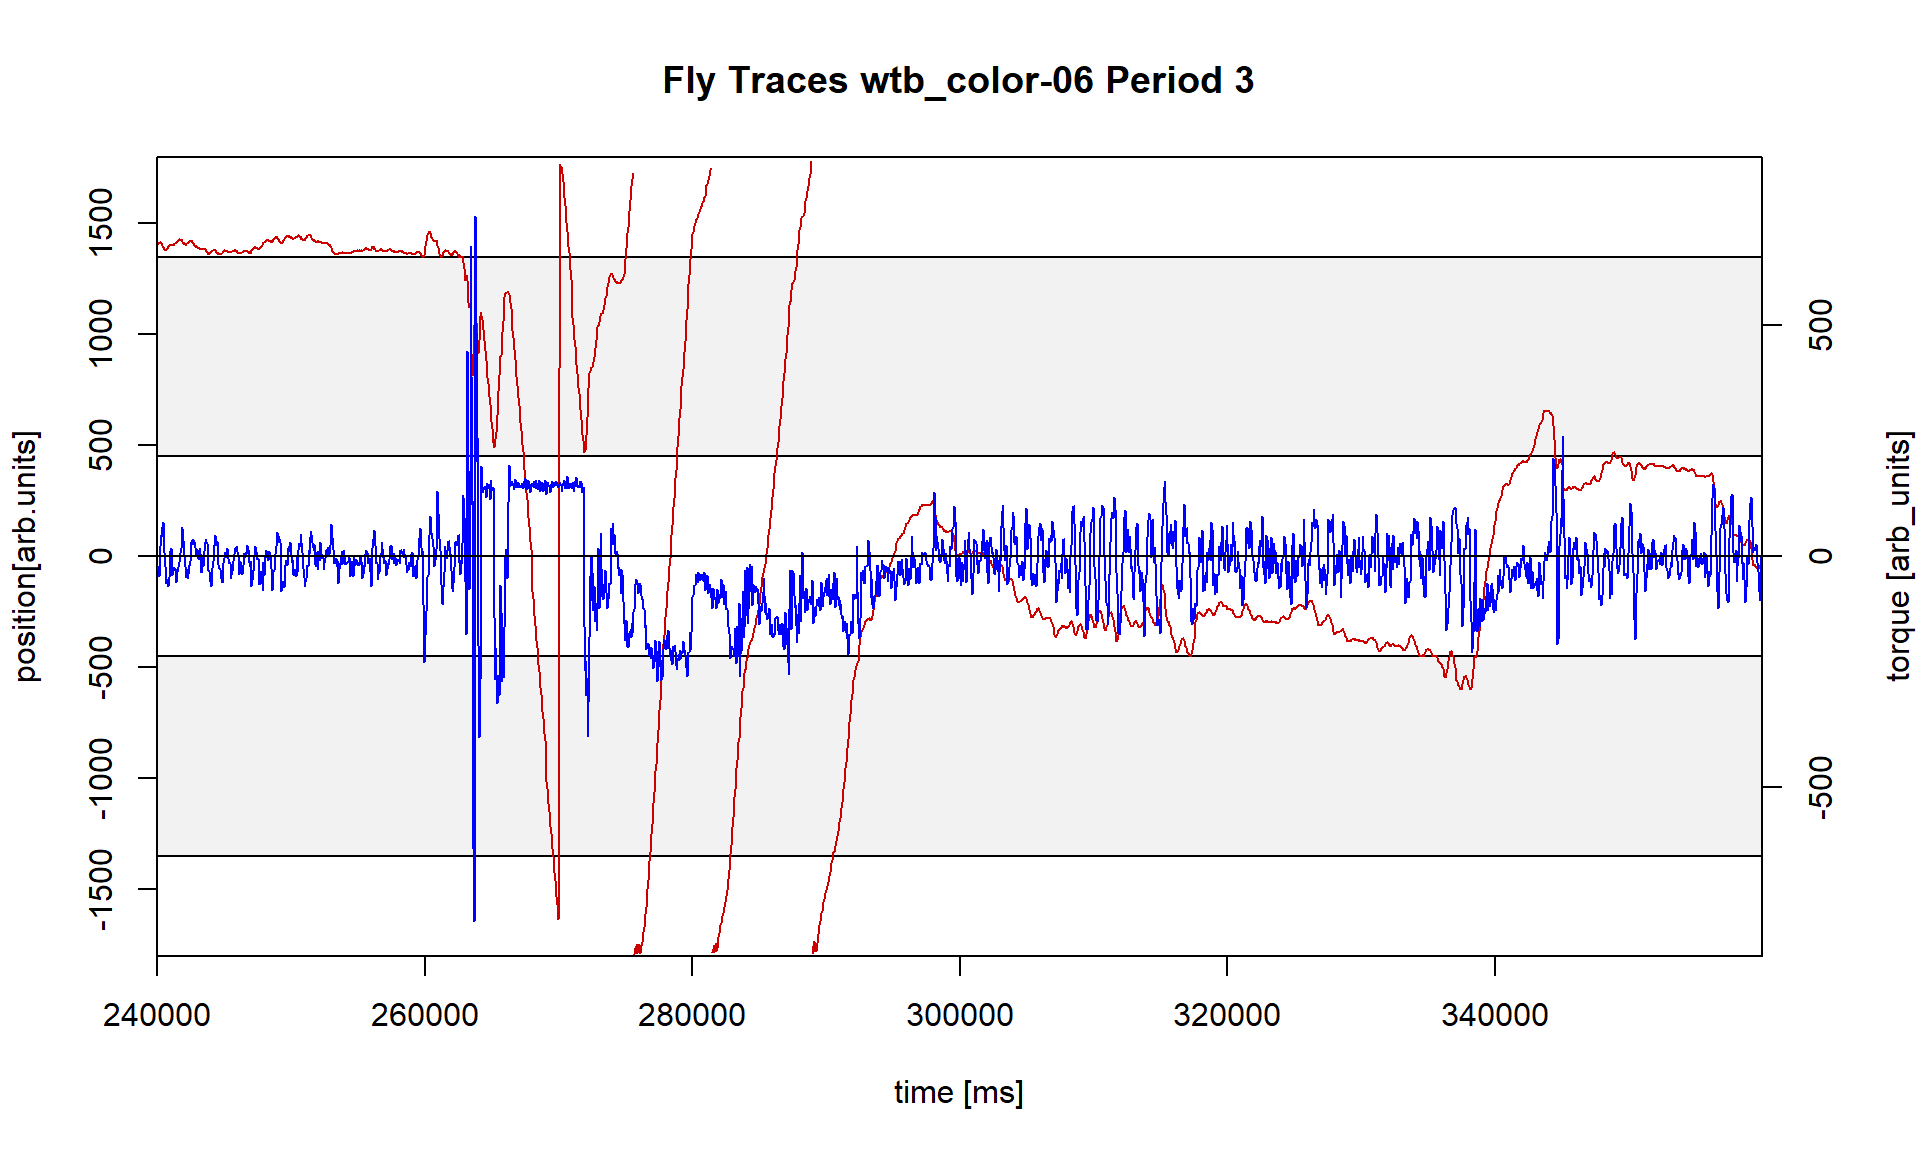 Fly Traces wtb_color-06 Period 3
position[arb.units]
1500
1000
500
0
-500
-1000
-1500
500
0
-500
torque [arb_units]
240000 260000 280000 300000 320000 340000
time [ms]